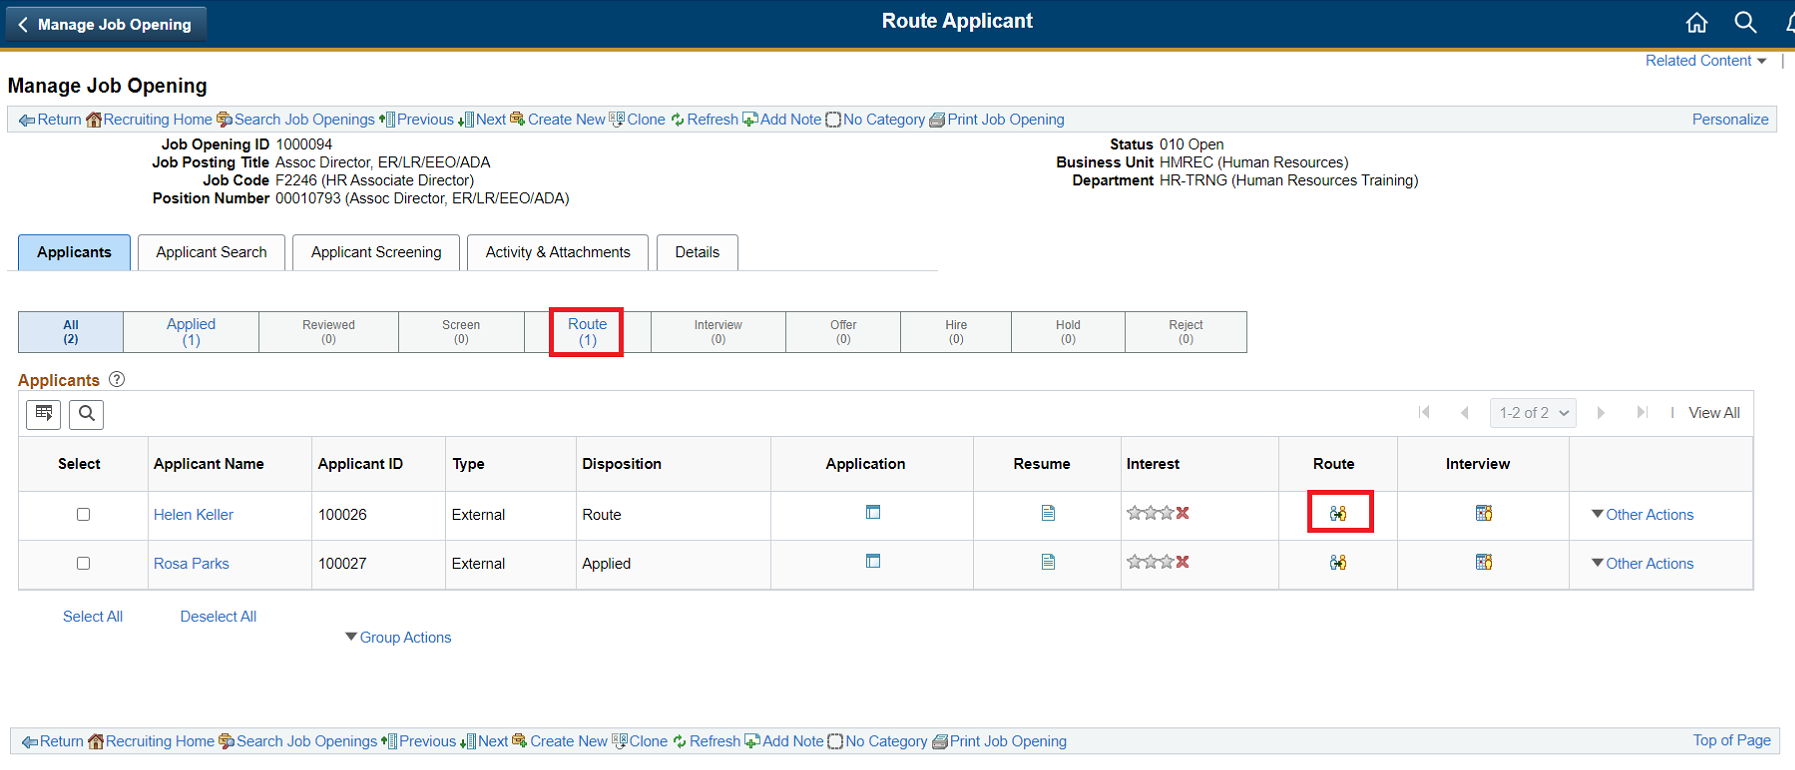 Manage Job Opening
Route Applicant
Related Content
Manage Job Opening
Return Recruiting Home Search Job Openings Previous Next Create New Clone Refresh Add Note No Category Print Job Opening Personalize
Job Opening ID 1000094 Status 010 Open
Job Posting Title Assoc Director, ER/LR/EEO/ADA Business Unit HMREC (Human Resources)
Job Code F2246 (HR Associate Director) Department HR-TRNG (Human Resources Training)
Position Number 00010793 (Assoc Director, ER/LR/EEO/ADA)
Applicants Applicant Search Applicant Screening Activity & Attachments Details
All Applied Reviewed Screen Route Interview Offer Hire Hold Reject
(2) (1) (0) (0) (1) (0) (0) (0) (0) (0)
Applicants ?
1-2 of 2 View All
Select Applicant Name Applicant ID Type Disposition Application Resume Interest Route Interview
Helen Keller 100026 External Route Other Actions
Rosa Parks 100027 External Applied Other Actions
Select All Deselect All
Group Actions
Return Recruiting Home Search Job Openings Previous Next Create New Clone Refresh Add Note No Category Print Job Opening Top of Page